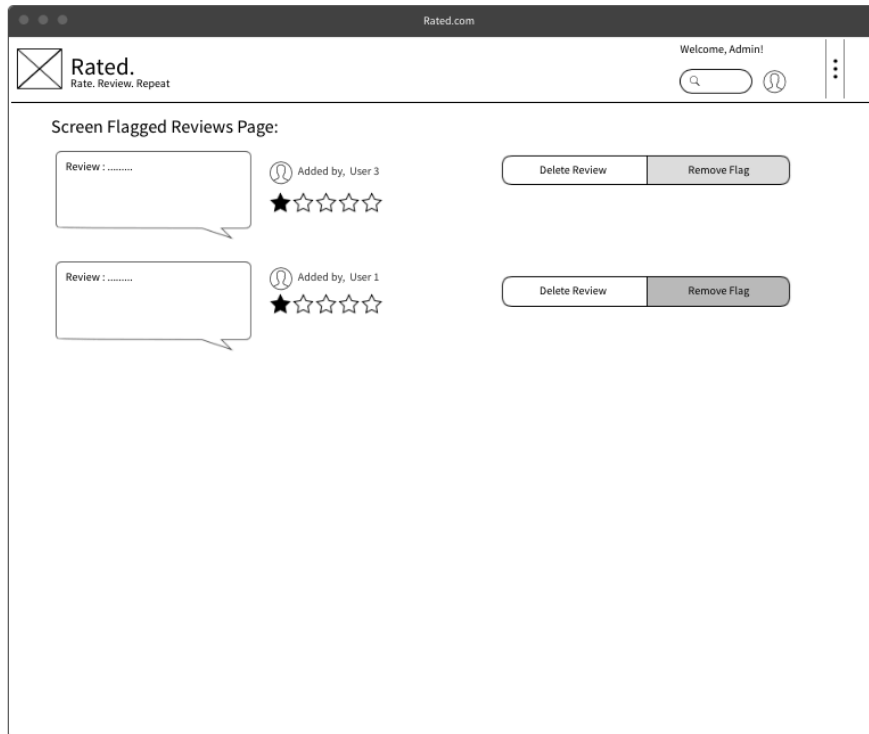 Rated.com
Welcome, Admin!
Rated.
Rate. Review. Repeat
Screen Flagged Reviews Page:
Review : .........
Added by, User 3
Delete Review
Remove Flag
Review : .........
Added by, User 1
Delete Review
Remove Flag